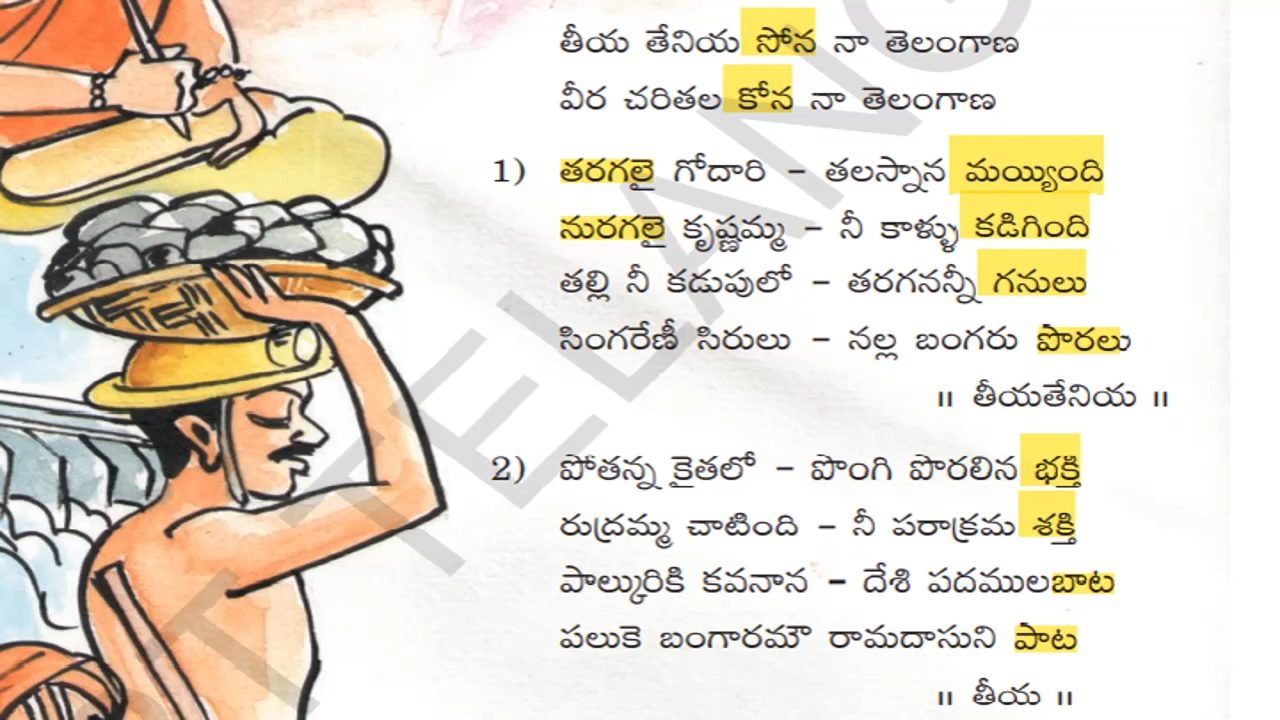 తీయ తేనియ సోన నా తెలంగాణ
వీర చరితల కోన నా తెలంగాణ
1) తరగలై గోదారి – తలస్నాన మయ్యింది
నురగలై కృష్ణమ్మ – నీ కాళ్ళు కడిగింది
తల్లి నీ కడుపులో – తరగనన్నీ గనులు
సింగరేణీ సిరులు – నల్ల బంగరు పొరలు
॥ తీయతేనియ ॥
2) పోతన్న కైతలో – పొంగి పొరలిన భక్తి
రుద్రమ్మ చాటింది – నీ పరాక్రమ శక్తి
పాల్కురికి కవనాన – దేశి పదములబాట
పలుకె బంగారమౌ రామదాసుని పాట
॥ తీయ ॥